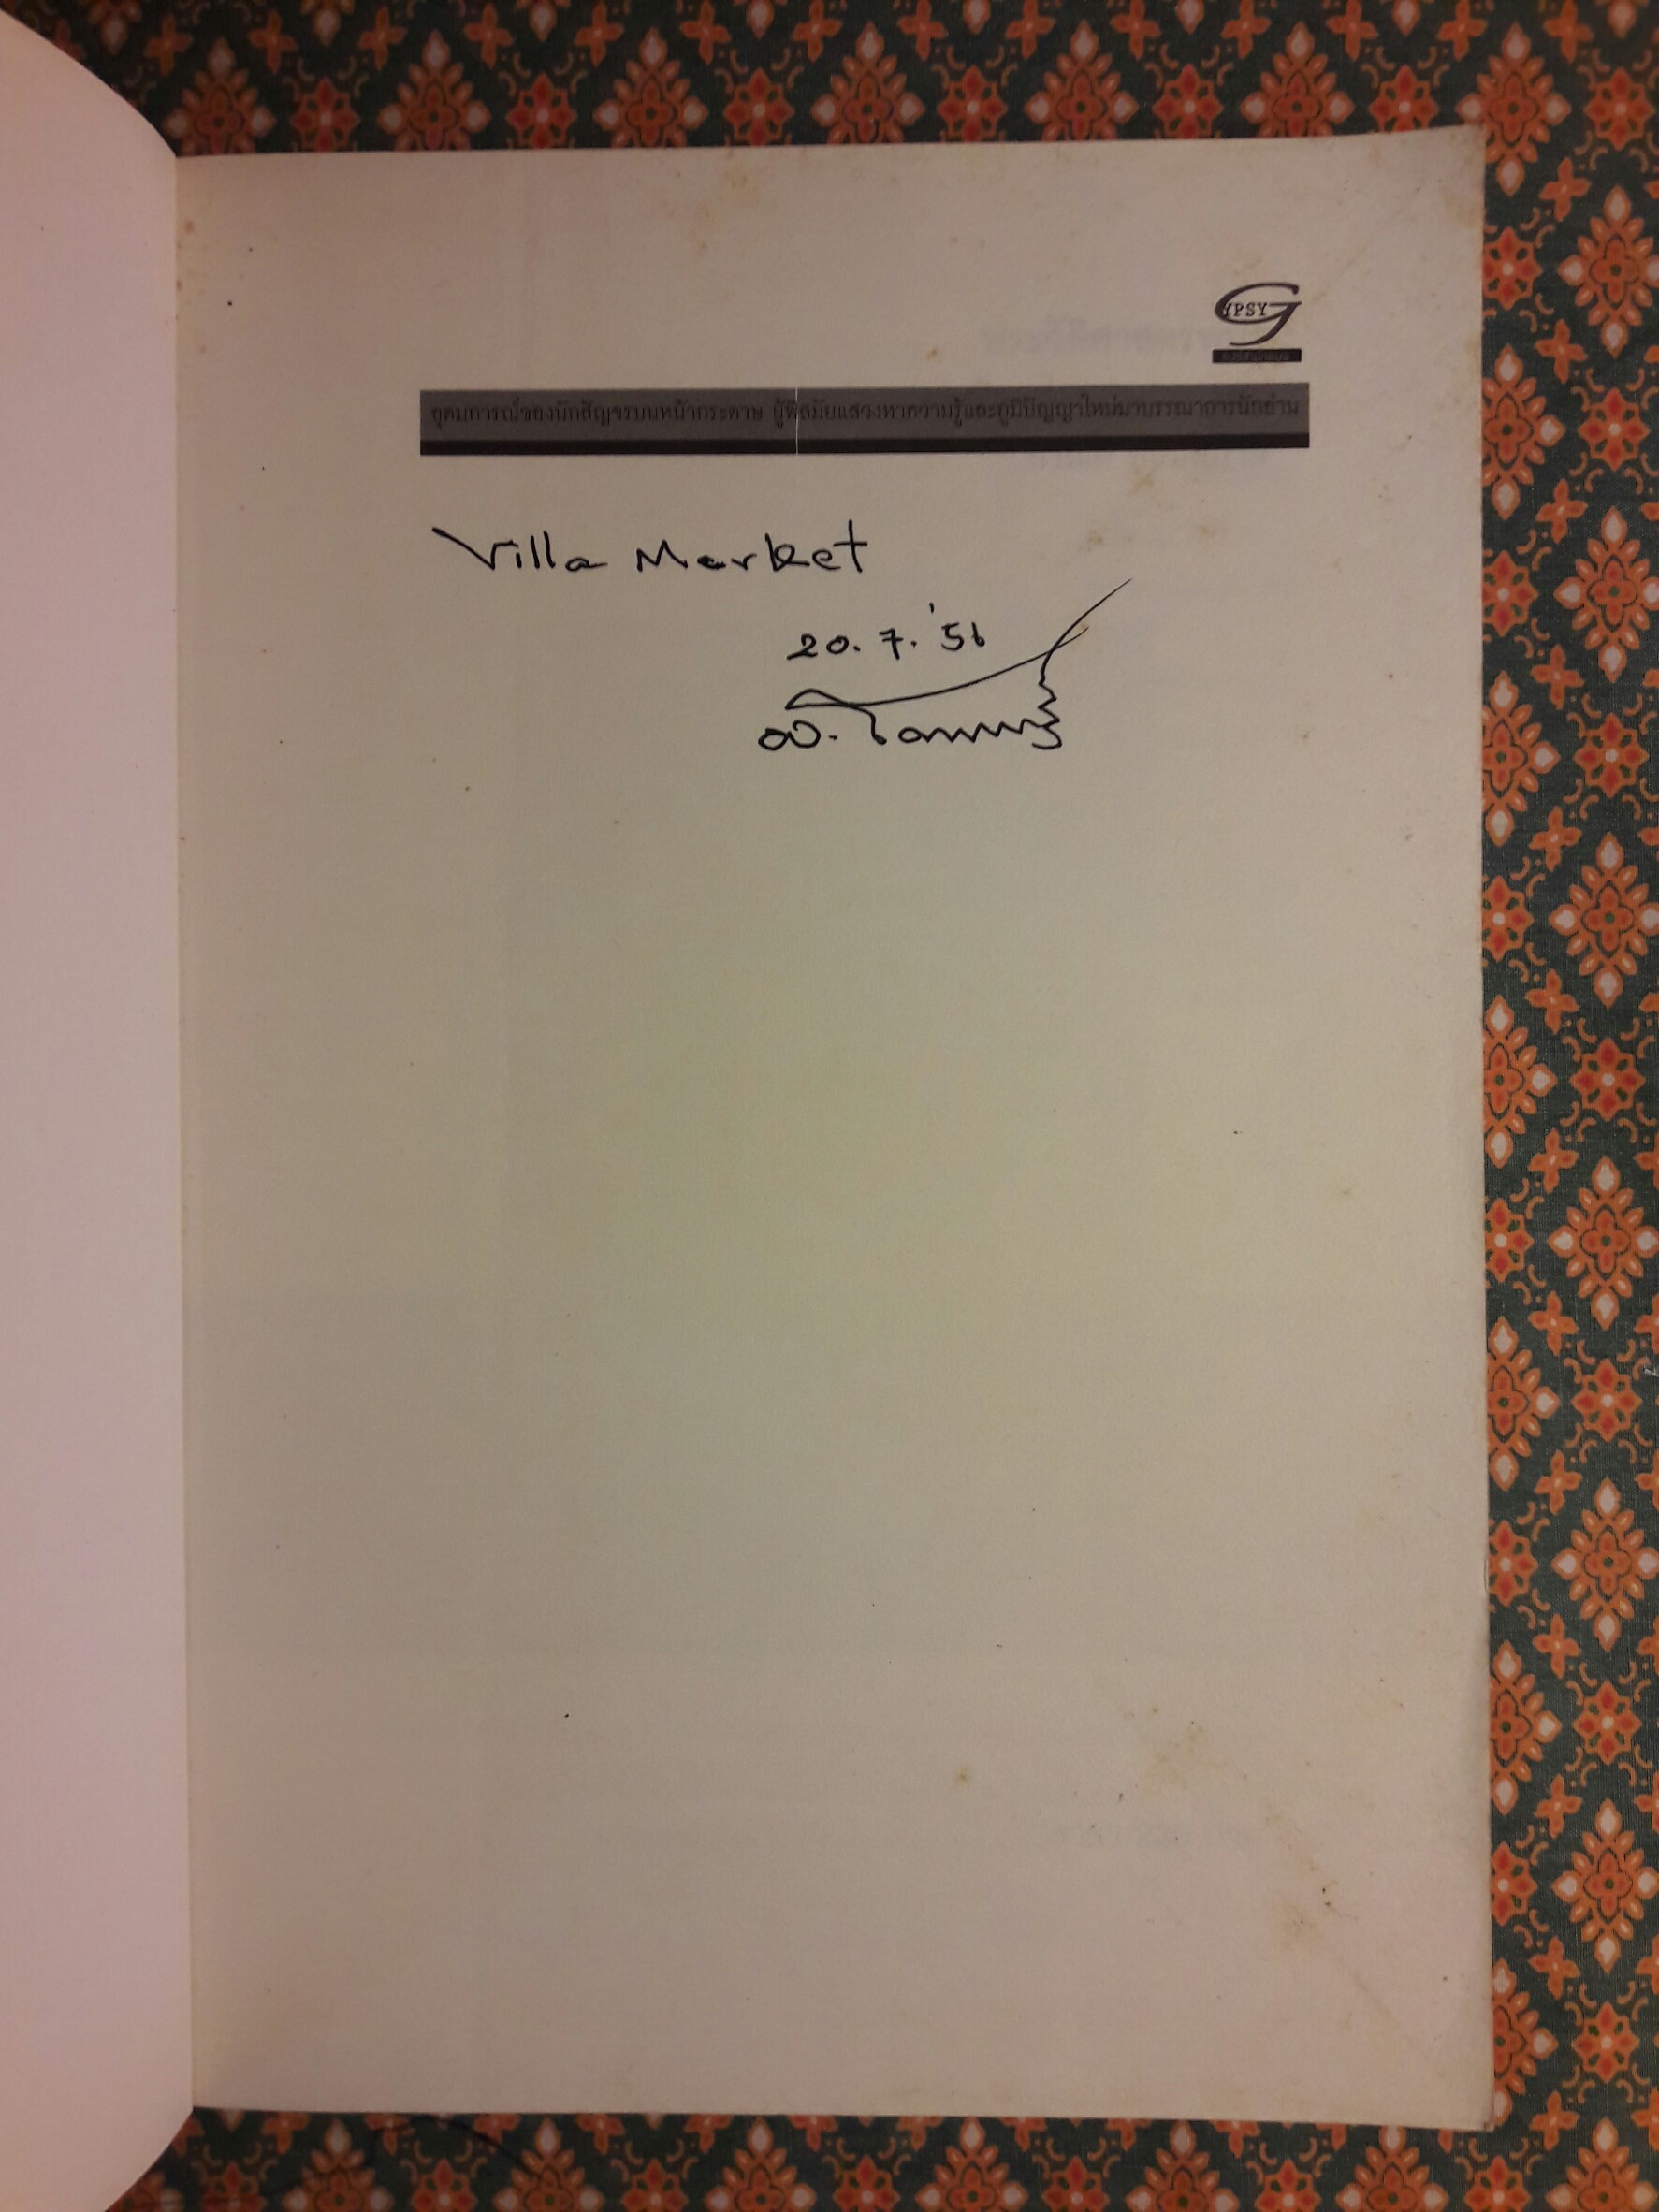 GYPSY
อุดมการณ์ของนักสัญจรบนหน้ากระดาษ ผู้พิสมัยแสวงหาความรู้และภูมิปัญญาใหม่มาบรรณาการนักอ่าน
Villa Market
20.7.'56